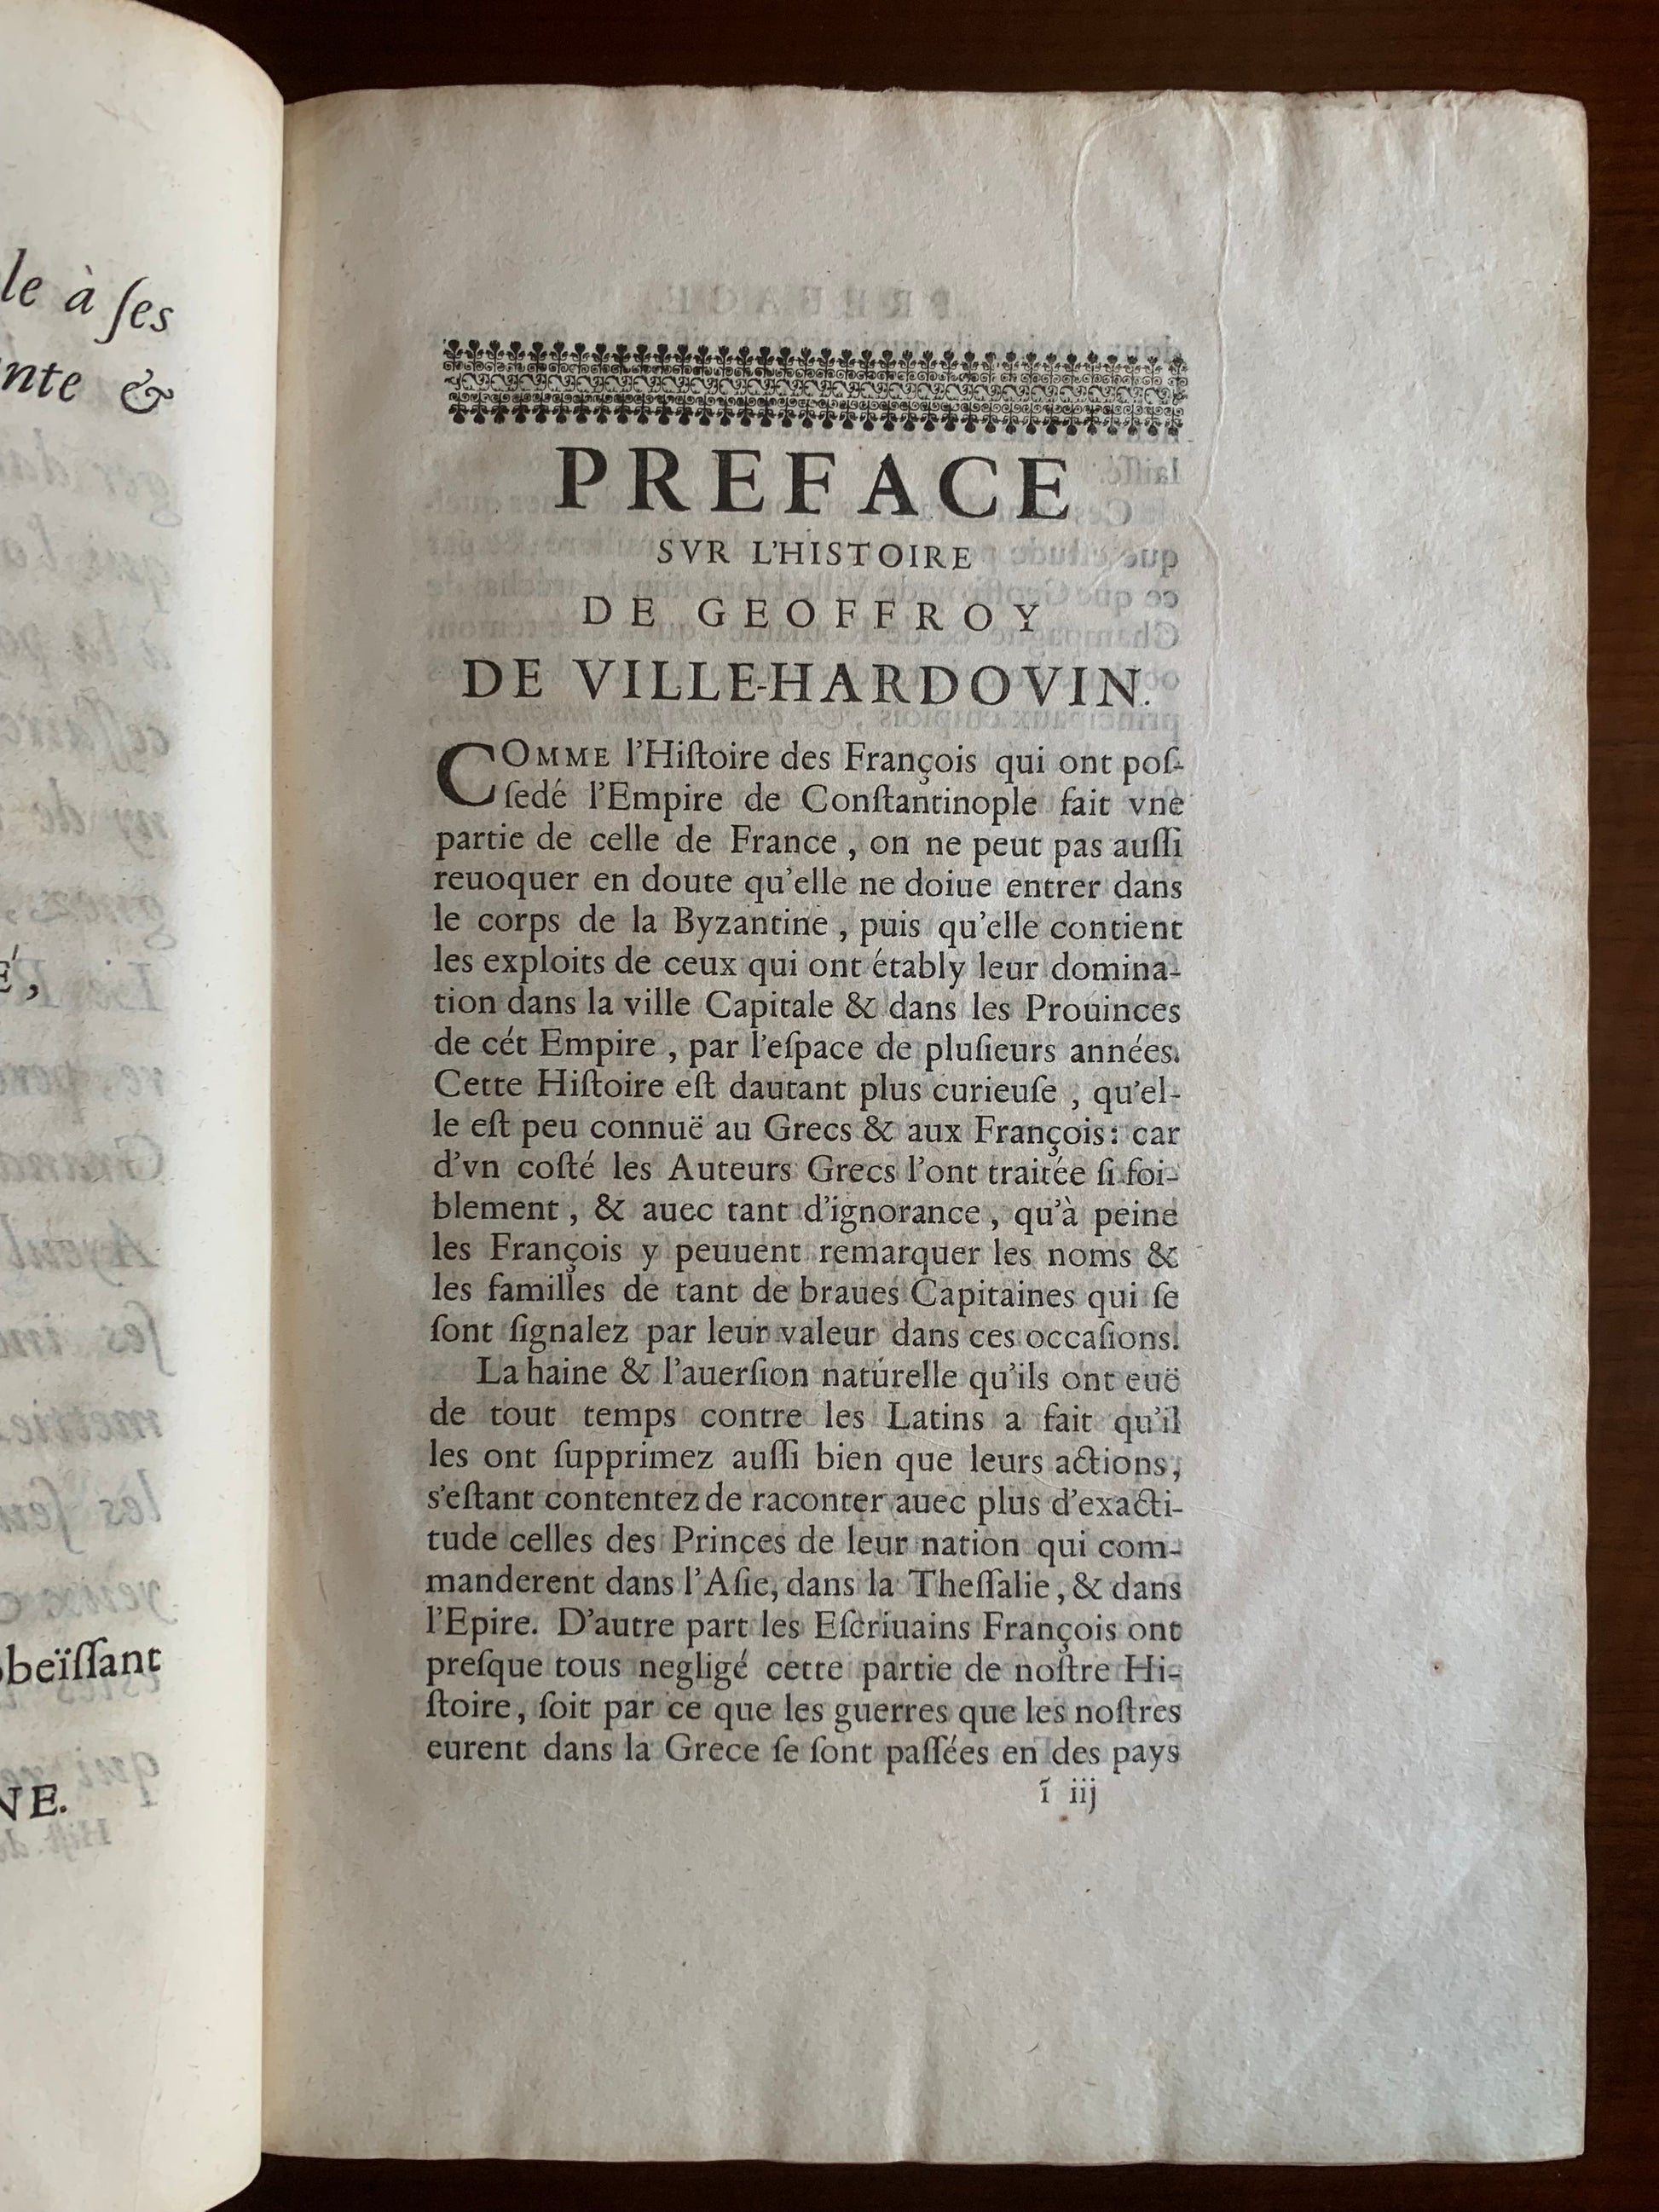 le à ſes
nte &
É,
obeïſſant
NE.
PREFACE
SVR L'HISTOIRE
DE GEOFFROY
DE VILLE-HARDOVIN.
COMME l'Hiſtoire des François qui ont poſ-
ſedé l'Empire de Conſtantinople fait vne
partie de celle de France, on ne peut pas auſſi
reuoquer en doute qu'elle ne doiue entrer dans
le corps de la Byzantine, puis qu'elle contient
les exploits de ceux qui ont étably leur domina-
tion dans la ville Capitale & dans les Prouinces
de cét Empire, par l'eſpace de pluſieurs années.
Cette Hiſtoire eſt dautant plus curieuſe, qu'el-
le eſt peu connuë au Grecs & aux François: car
d'vn coſté les Auteurs Grecs l'ont traitée ſi foi-
blement, & auec tant d'ignorance, qu'à peine
les François y peuuent remarquer les noms &
les familles de tant de braues Capitaines qui ſe
ſont ſignalez par leur valeur dans ces occaſions.
La haine & l'auerſion naturelle qu'ils ont euë
de tout temps contre les Latins a fait qu'il
les ont ſupprimez auſſi bien que leurs actions,
s'eſtant contentez de raconter auec plus d'exacti-
tude celles des Princes de leur nation qui com-
manderent dans l'Aſie, dans la Theſſalie, & dans
l'Epire. D'autre part les Eſcriuains François ont
preſque tous negligé cette partie de noſtre Hi-
ſtoire, ſoit par ce que les guerres que les noſtres
eurent dans la Grece ſe ſont paſſées en des pays
ĩ iij